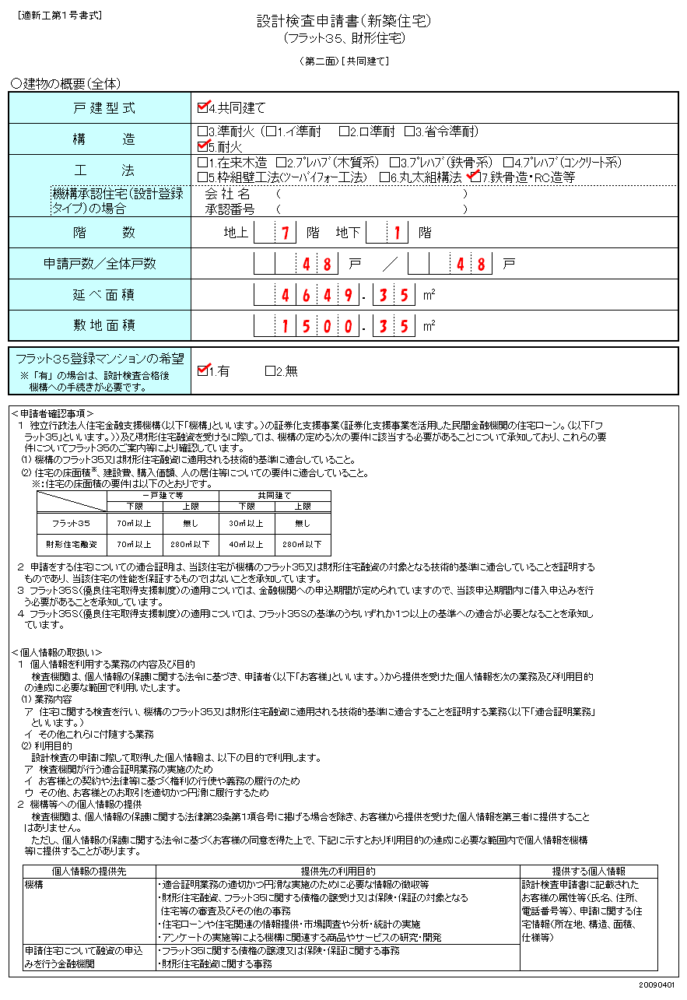 [適新工第１号書式]
設計検査申請書（新築住宅）
（フラット３５、財形住宅）
（第二面）［共同建て］
○建物の概要（全体）
戸建型式 ☑4.共同建て
構造 □3.準耐火（□1.イ準耐 □2.ロ準耐 □3.省令準耐）
☑5.耐火
工法 □1.在来木造 □2.ﾌﾟﾚﾊﾌﾞ（木質系） □3.ﾌﾟﾚﾊﾌﾞ（鉄骨系） □4.ﾌﾟﾚﾊﾌﾞ（ｺﾝｸﾘｰﾄ系）
□5.枠組壁工法（ﾂｰﾊﾞｲﾌｫｰ工法） □6.丸太組構法 ☑7.鉄骨造・RC造等
機構承認住宅（設計登録 会社名 （ ）
タイプ）の場合 承認番号 （ ）
階数 地上 7 階 地下 1 階
申請戸数／全体戸数 48 戸 ／ 48 戸
延べ面積 4649.35 m²
敷地面積 1500.35 m²
フラット３５登録マンションの希望 ☑1.有 □2.無
※「有」の場合は、設計検査合格後
機構への手続きが必要です。
＜申請者確認事項＞
１ 独立行政法人住宅金融支援機構（以下「機構」といいます。）の証券化支援事業（証券化支援事業を活用した民間金融機関の住宅ローン。（以下「フ
ラット35」といいます。））及び財形住宅融資を受けるに際しては、機構の定める次の要件に該当する必要があることについて承知しており、これらの要
件についてフラット35のご案内等により確認しています。
(1) 機構のフラット35又は財形住宅融資に適用される技術的基準に適合していること。
(2) 住宅の床面積※、建設費、購入価額、人の居住等についての要件に適合していること。
※：住宅の床面積の要件は以下のとおりです。
一戸建て等 共同建て
下限 上限 下限 上限
フラット35 70㎡以上 無し 30㎡以上 無し
財形住宅融資 70㎡以上 280㎡以下 40㎡以上 280㎡以下
２ 申請をする住宅についての適合証明は、当該住宅が機構のフラット35又は財形住宅融資の対象となる技術的基準に適合していることを証明する
ものであり、当該住宅の性能を保証するものではないことを承知しています。
３ フラット35S（優良住宅取得支援制度）の適用については、金融機関への申込期間が定められていますので、当該申込期間内に借入申込みを行
う必要があることを承知しています。
４ フラット35S（優良住宅取得支援制度）の適用については、フラット35Sの基準のうちいずれか1つ以上の基準への適合が必要となることを承知し
ています。
＜個人情報の取扱い＞
１ 個人情報を利用する業務の内容及び目的
検査機関は、個人情報の保護に関する法令に基づき、申請者（以下「お客様」といいます。）から提供を受けた個人情報を次の業務及び利用目的
の達成に必要な範囲で利用いたします。
(1) 業務内容
ア 住宅に関する検査を行い、機構のフラット35又は財形住宅融資に適用される技術的基準に適合することを証明する業務（以下「適合証明業務」
といいます。）
イ その他これらに付随する業務
(2) 利用目的
設計検査の申請に際して取得した個人情報は、以下の目的で利用します。
ア 検査機関が行う適合証明業務の実施のため
イ お客様との契約や法律等に基づく権利の行使や義務の履行のため
ウ その他、お客様とのお取引を適切かつ円滑に履行するため
２ 機構等への個人情報の提供
検査機関は、個人情報の保護に関する法律第23条第1項各号に掲げる場合を除き、お客様から提供を受けた個人情報を第三者に提供すること
はありません。
ただし、個人情報の保護に関する法令に基づくお客様の同意を得た上で、下記に示すとおり利用目的の達成に必要な範囲内で個人情報を機構
等に提供することがあります。
個人情報の提供先 提供先の利用目的 提供する個人情報
機構 ・適合証明業務の適切かつ円滑な実施のために必要な情報の徴収等 設計検査申請書に記載された
・財形住宅融資、フラット35に関する債権の譲受け又は保険・保証の対象となる お客様の属性等（氏名、住所、
住宅等の審査及びその他の事務 電話番号等）、申請に関する住
・住宅ローンや住宅関連の情報提供・市場調査や分析・統計の実施 宅情報（所在地、構造、面積、
・アンケートの実施等による機構に関連する商品やサービスの研究・開発 仕様等）
申請住宅について融資の申込 ・フラット35に関する債権の譲渡又は保険・保証に関する事務
みを行う金融機関 ・財形住宅融資に関する事務
20090401